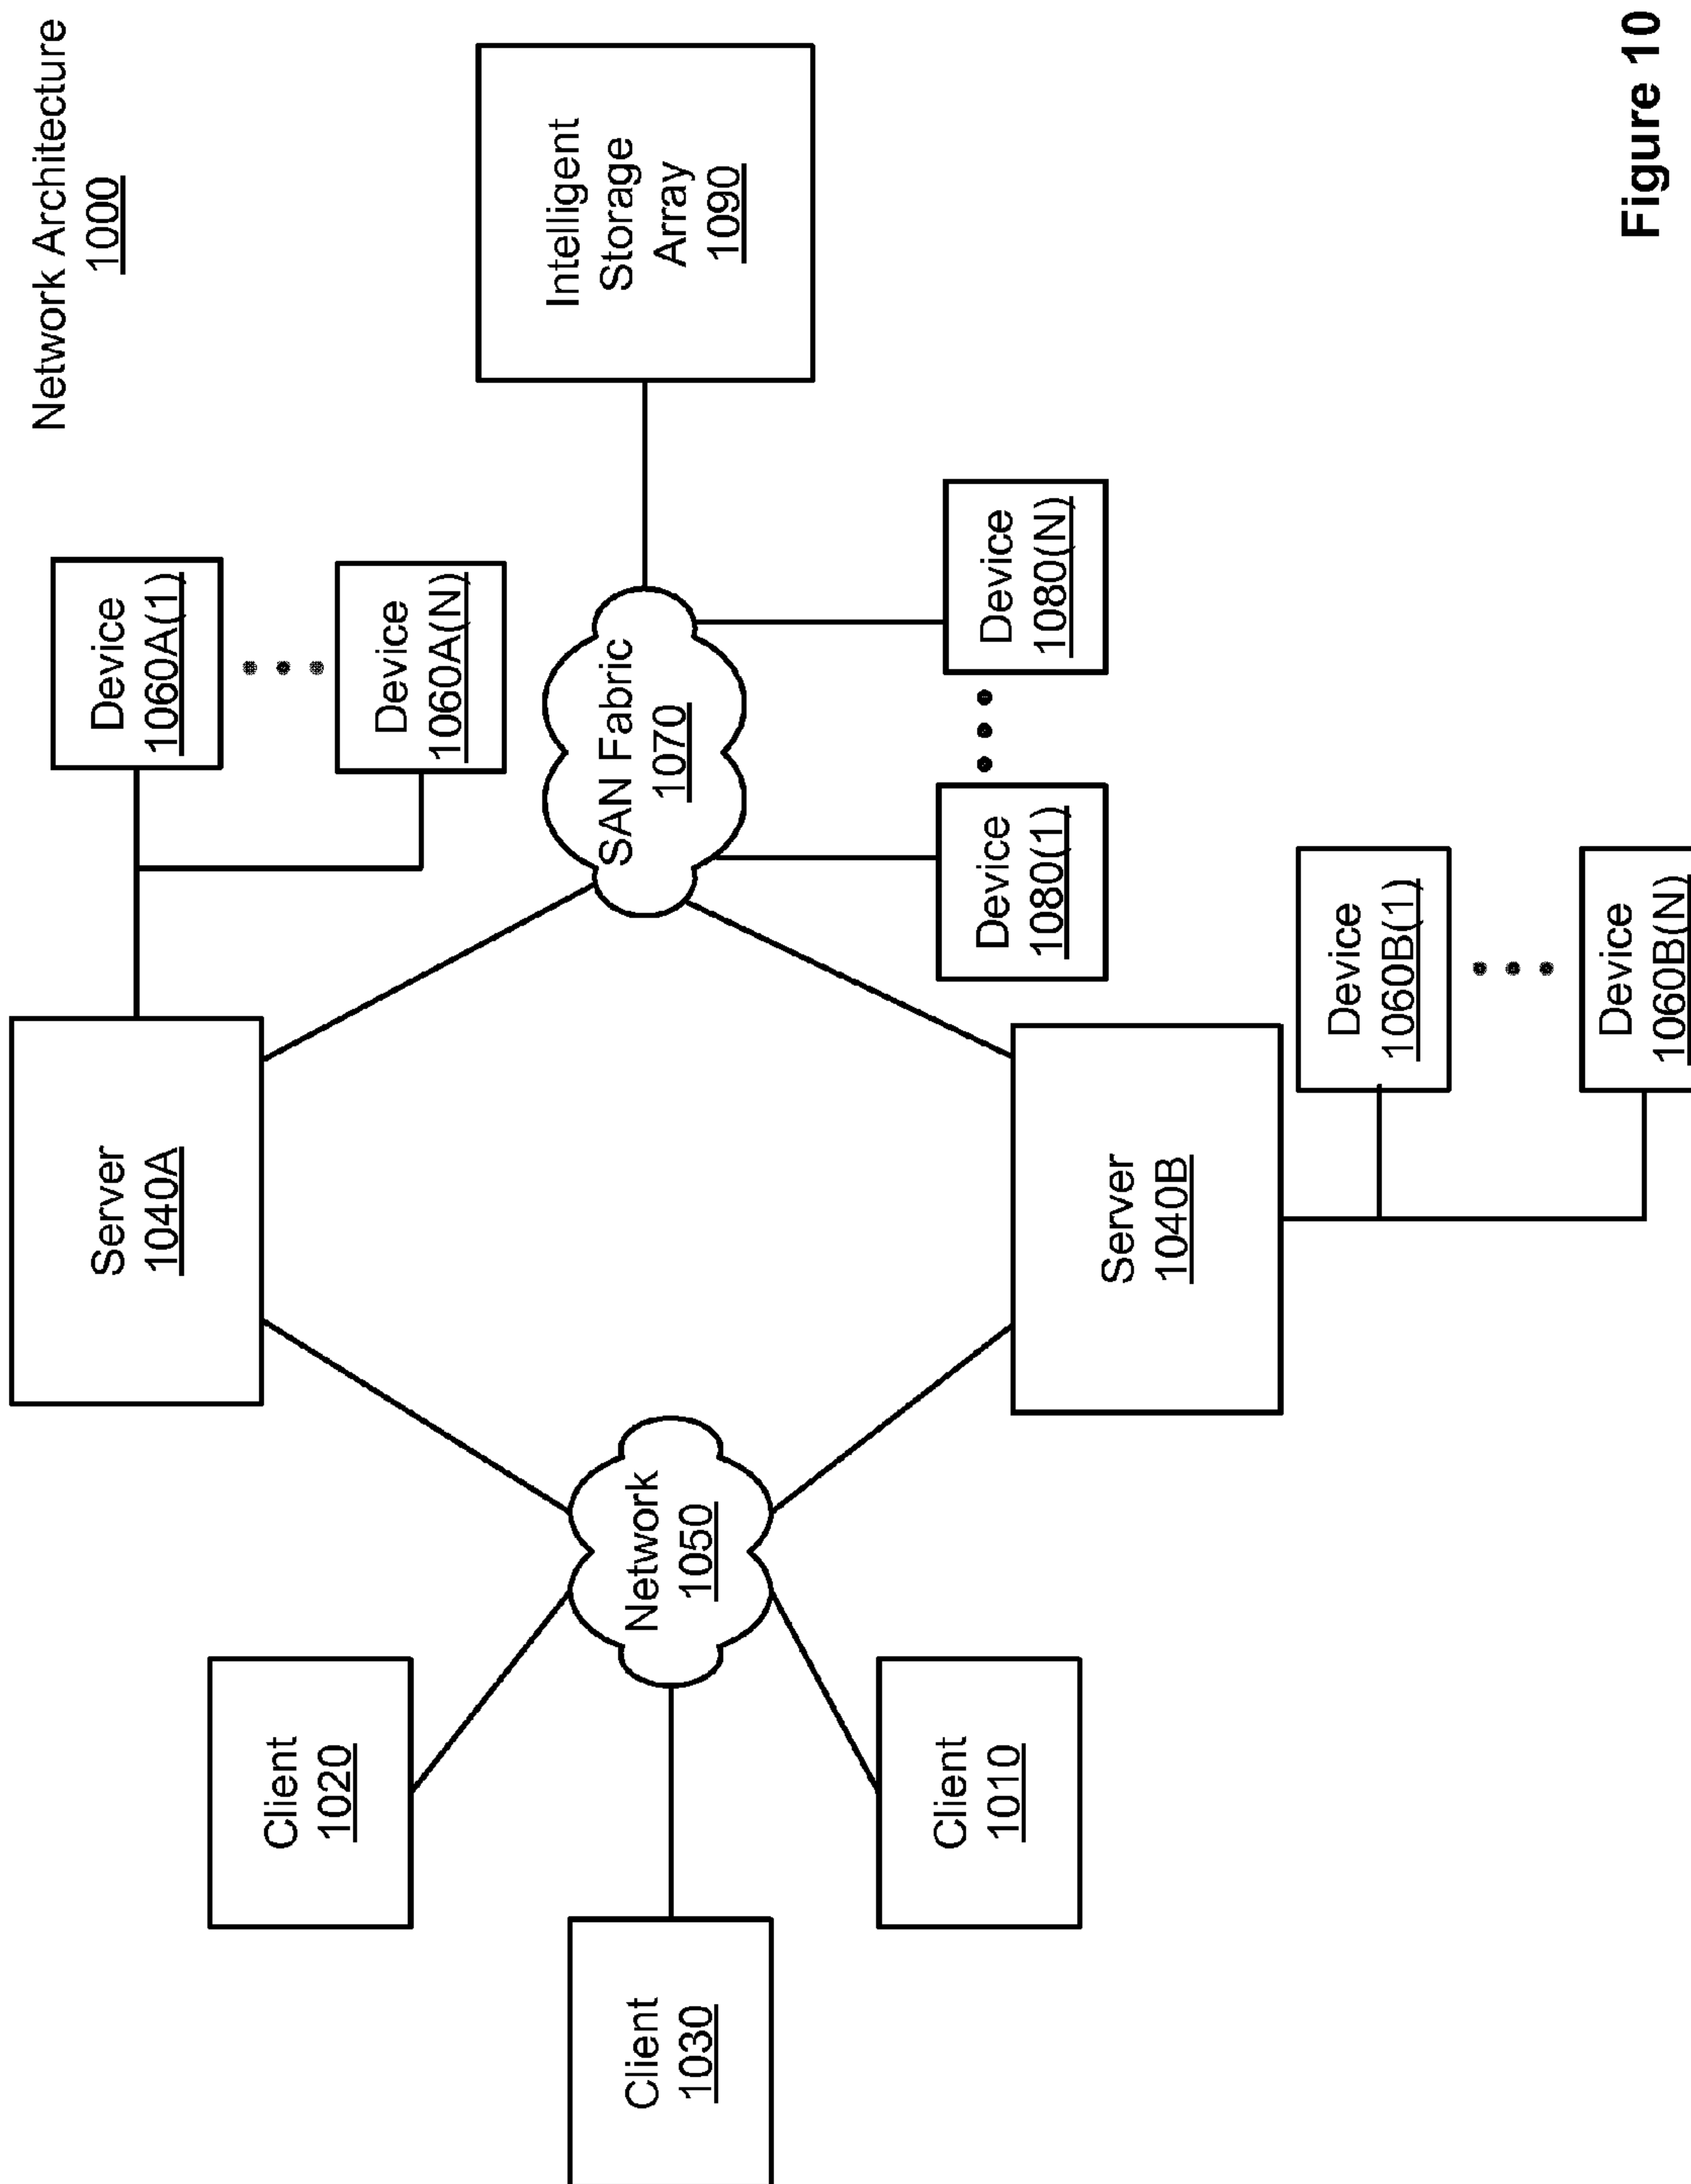 Network Architecture
1000
Server
1040A
Device
1060A(1)
Device
1060A(N)
Client
1020
Client
1030
Network
1050
SAN Fabric
1070
Intelligent
Storage
Array
1090
Client
1010
Device
1080(1)
Device
1080(N)
Server
1040B
Device
1060B(1)
Device
1060B(N)
Figure 10